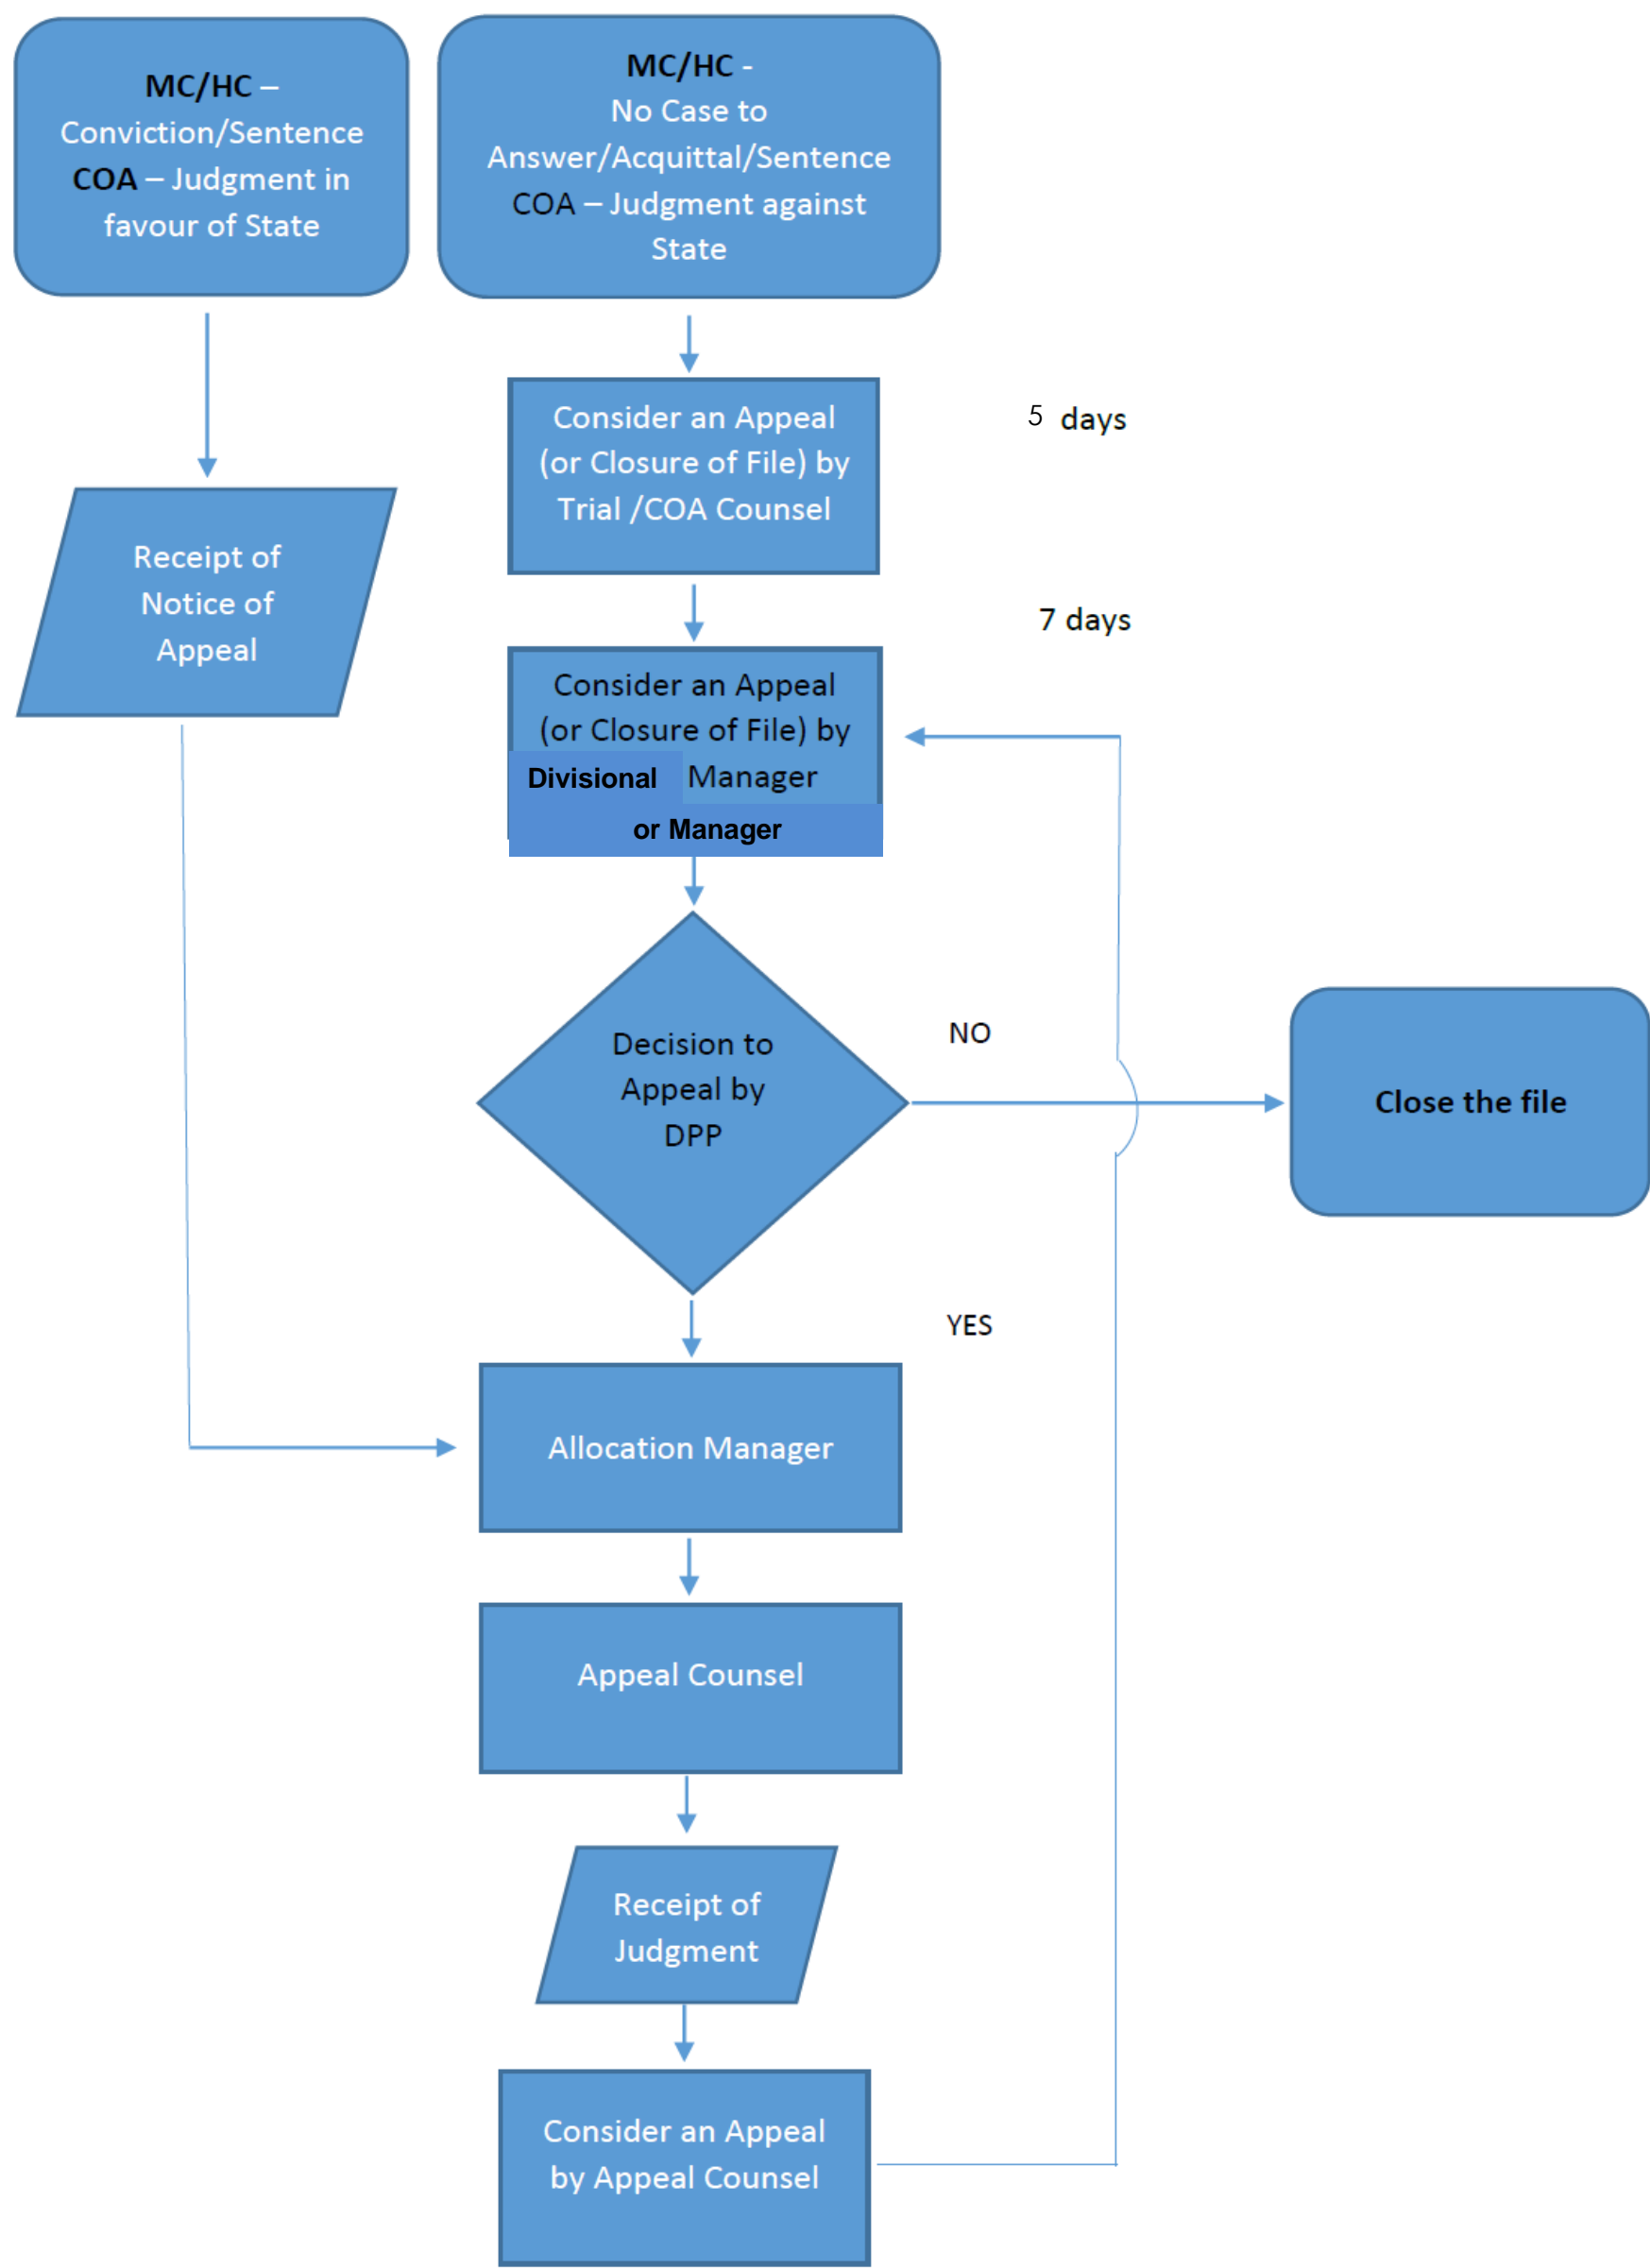 MC/HC –
Conviction/Sentence
COA – Judgment in
favour of State
MC/HC -
No Case to
Answer/Acquittal/Sentence
COA – Judgment against
State
Consider an Appeal
(or Closure of File) by
Trial /COA Counsel
5 days
Receipt of
Notice of
Appeal
7 days
Consider an Appeal
(or Closure of File) by
Divisional Manager
or Manager
Decision to
Appeal by
DPP
NO
Close the file
YES
Allocation Manager
Appeal Counsel
Receipt of
Judgment
Consider an Appeal
by Appeal Counsel